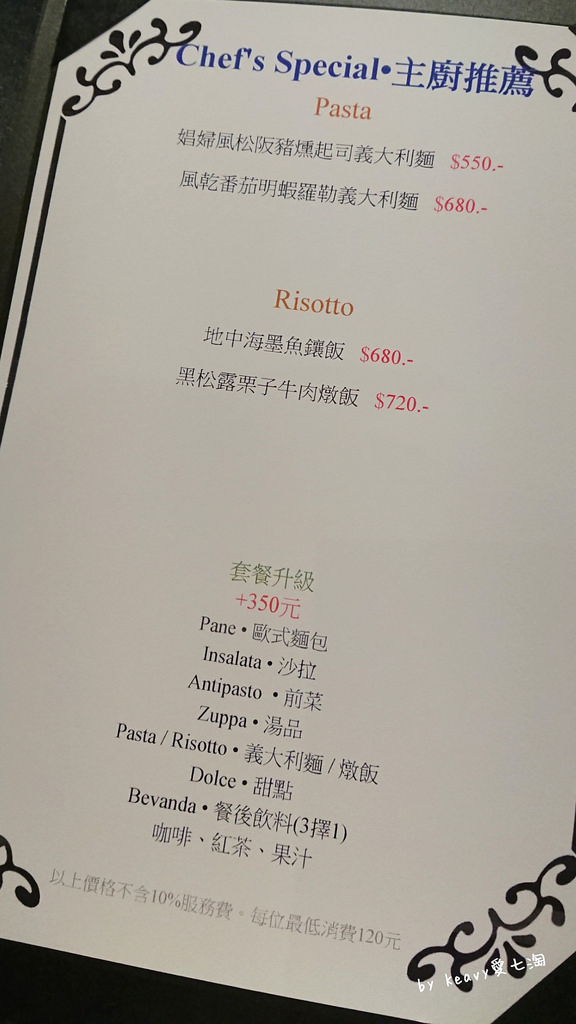 Chef's Special•主廚推薦
Pasta
娼婦風松阪豬燻起司義大利麵 $550.-
風乾番茄明蝦羅勒義大利麵 $680.-
Risotto
地中海墨魚鑲飯 $680.-
黑松露栗子牛肉燉飯 $720.-
套餐升級
+350元
Pane • 歐式麵包
Insalata • 沙拉
Antipasto • 前菜
Zuppa • 湯品
Pasta / Risotto • 義大利麵 / 燉飯
Dolce • 甜點
Bevanda • 餐後飲料(3擇1)
咖啡、紅茶、果汁
以上價格不含10%服務費。每位最低消費120元
by keavy愛七淘